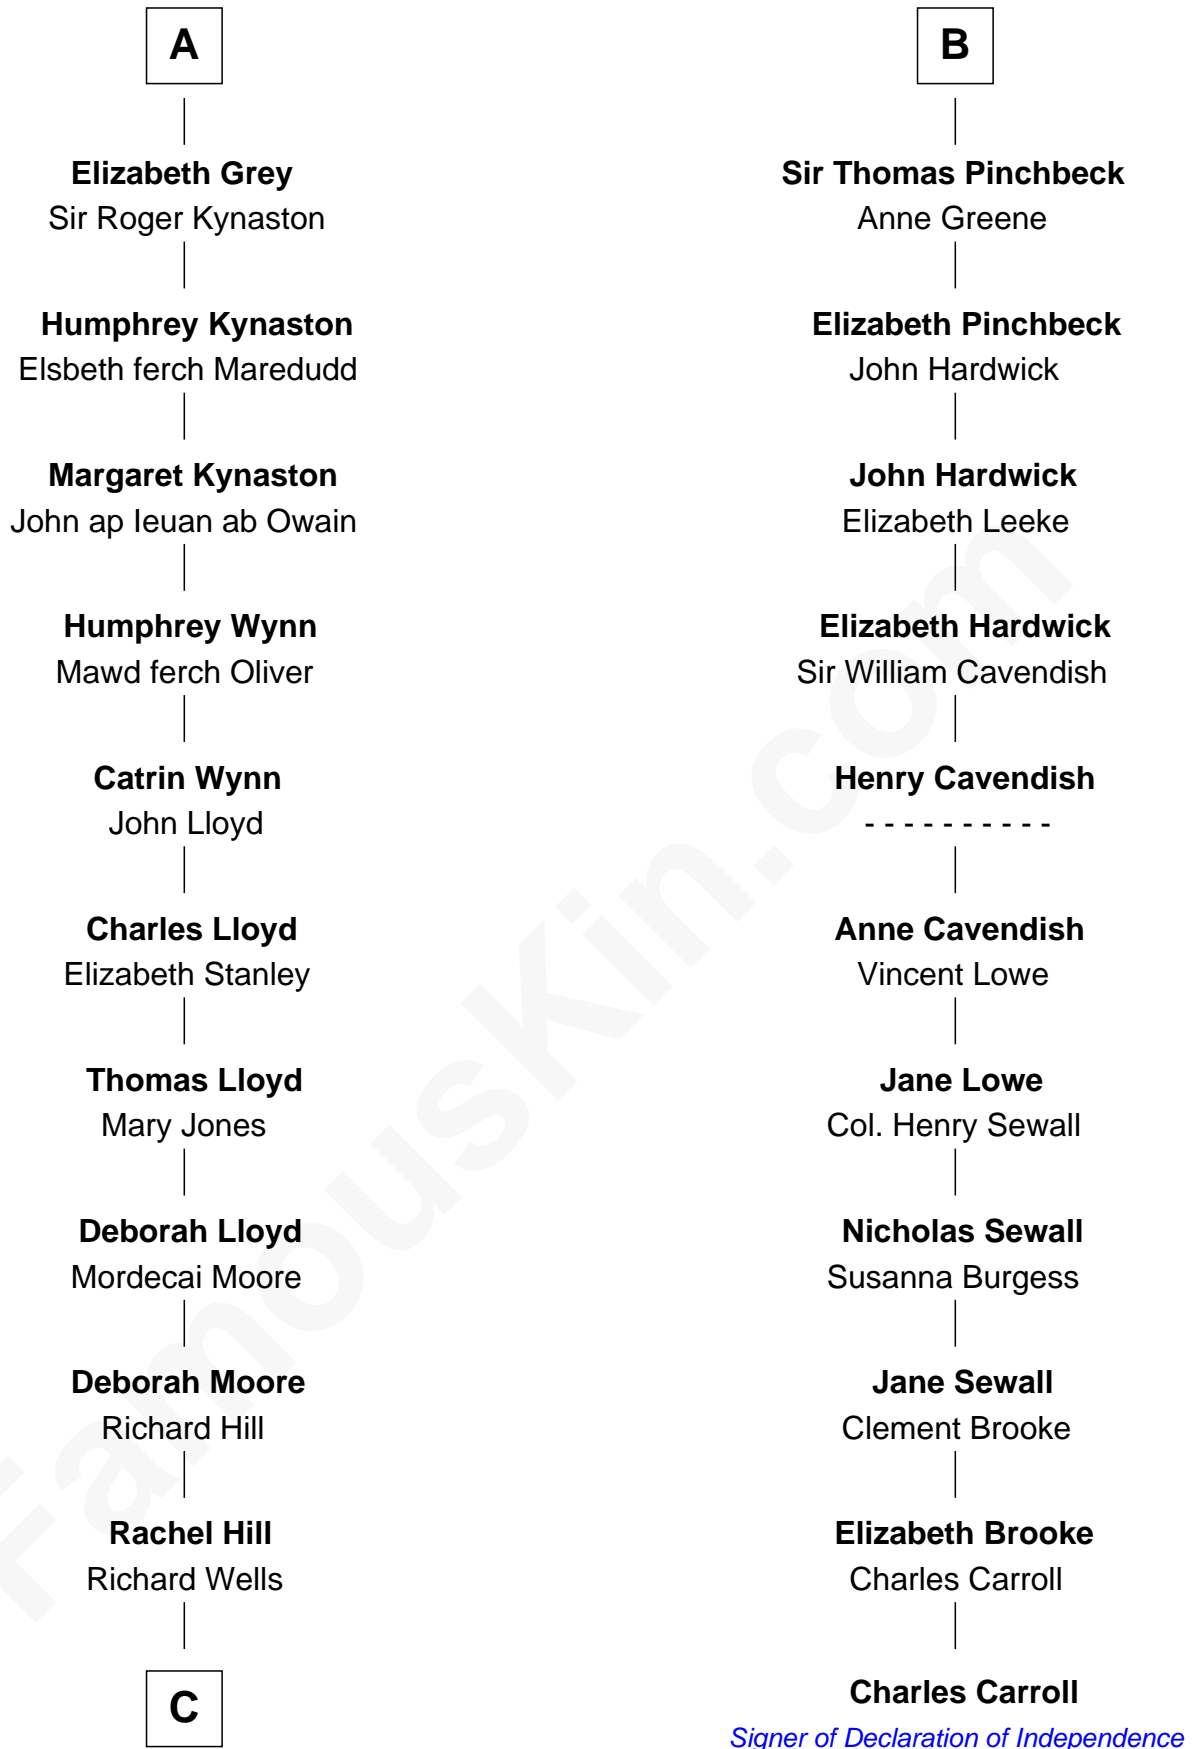 A
Elizabeth Grey
Sir Roger Kynaston
Humphrey Kynaston
Elsbeth ferch Maredudd
Margaret Kynaston
John ap Ieuan ab Owain
Humphrey Wynn
Mawd ferch Oliver
Catrin Wynn
John Lloyd
Charles Lloyd
Elizabeth Stanley
Thomas Lloyd
Mary Jones
Deborah Lloyd
Mordecai Moore
Deborah Moore
Richard Hill
Rachel Hill
Richard Wells
C
B
Sir Thomas Pinchbeck
Anne Greene
Elizabeth Pinchbeck
John Hardwick
John Hardwick
Elizabeth Leeke
Elizabeth Hardwick
Sir William Cavendish
Henry Cavendish
- - - - - - - - - -
Anne Cavendish
Vincent Lowe
Jane Lowe
Col. Henry Sewall
Nicholas Sewall
Susanna Burgess
Jane Sewall
Clement Brooke
Elizabeth Brooke
Charles Carroll
Charles Carroll
Signer of Declaration of Independence
FamousKin.com